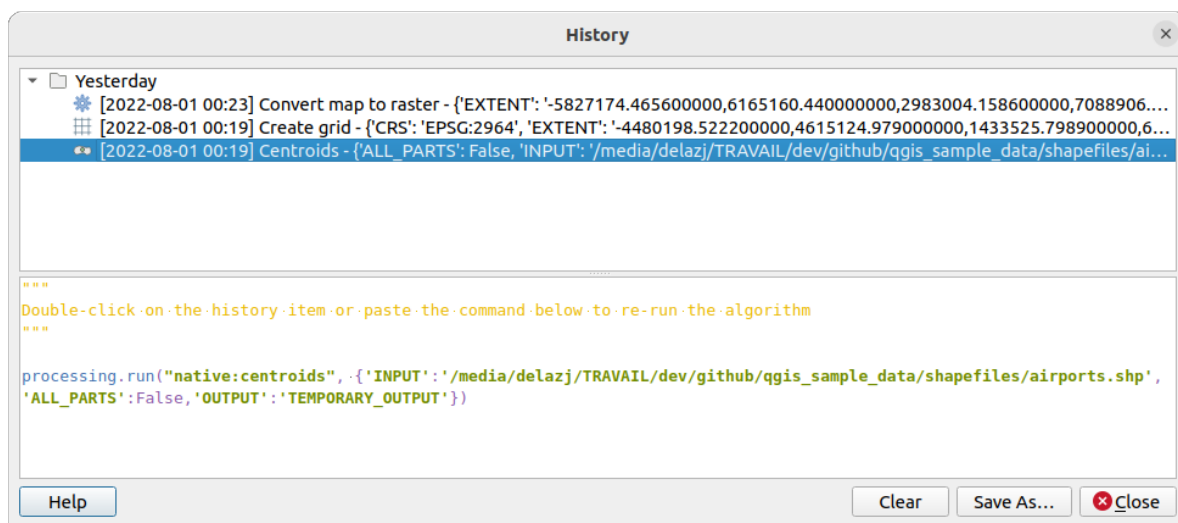 History
Yesterday
[2022-08-01 00:23] Convert map to raster - {'EXTENT': '-5827174.465600000,6165160.440000000,2983004.158600000,7088906....
[2022-08-01 00:19] Create grid - {'CRS': 'EPSG:2964', 'EXTENT': '-4480198.522200000,4615124.979000000,1433525.798900000,6...
[2022-08-01 00:19] Centroids - {'ALL_PARTS': False, 'INPUT': '/media/delazj/TRAVAIL/dev/github/qgis_sample_data/shapefiles/ai...
"""
Double-click·on·the·history·item·or·paste·the·command·below·to·re-run·the·algorithm
"""
processing.run("native:centroids",·{'INPUT':'/media/delazj/TRAVAIL/dev/github/qgis_sample_data/shapefiles/airports.shp',
'ALL_PARTS':False,'OUTPUT':'TEMPORARY_OUTPUT'})
Help
Clear
Save As...
Close